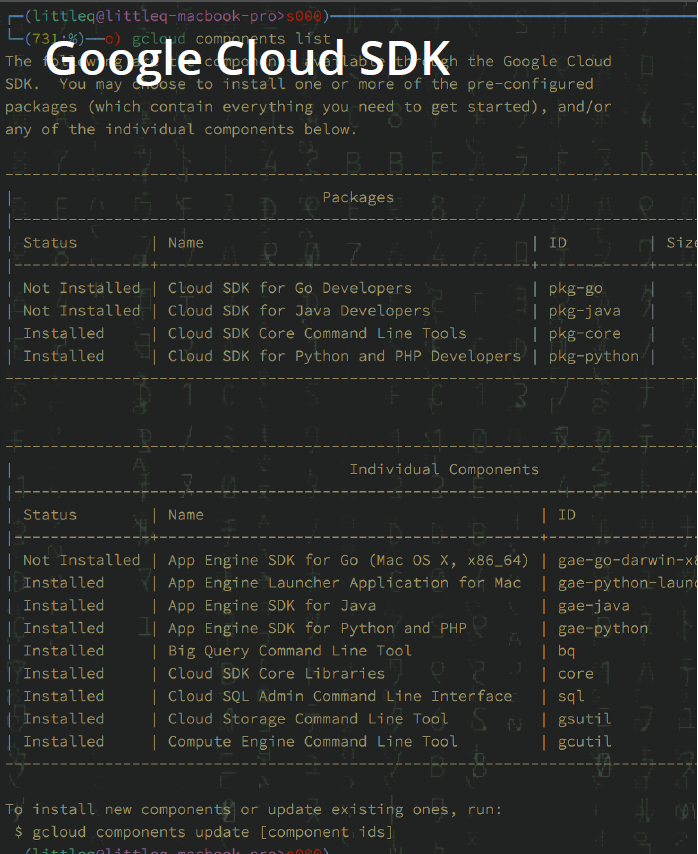 ┌─(littleq@littleq-macbook-pro>s000)
└─(731:%)──o) gcloud components list
Google Cloud SDK
The following are the components available through the Google Cloud
SDK.  You may choose to install one or more of the pre-configured
packages (which contain everything you need to get started), and/or
any of the individual components below.
Packages
| Status | Name | ID | Size
| Not Installed | Cloud SDK for Go Developers | pkg-go |
| Not Installed | Cloud SDK for Java Developers | pkg-java |
| Installed | Cloud SDK Core Command Line Tools | pkg-core |
| Installed | Cloud SDK for Python and PHP Developers | pkg-python |
Individual Components
| Status | Name | ID
| Not Installed | App Engine SDK for Go (Mac OS X, x86_64) | gae-go-darwin-x8
| Installed | App Engine Launcher Application for Mac | gae-python-launc
| Installed | App Engine SDK for Java | gae-java
| Installed | App Engine SDK for Python and PHP | gae-python
| Installed | Big Query Command Line Tool | bq
| Installed | Cloud SDK Core Libraries | core
| Installed | Cloud SQL Admin Command Line Interface | sql
| Installed | Cloud Storage Command Line Tool | gsutil
| Installed | Compute Engine Command Line Tool | gcutil
To install new components or update existing ones, run:
$ gcloud components update [component ids]
(littleq@littleq-macbook-pro>s000)